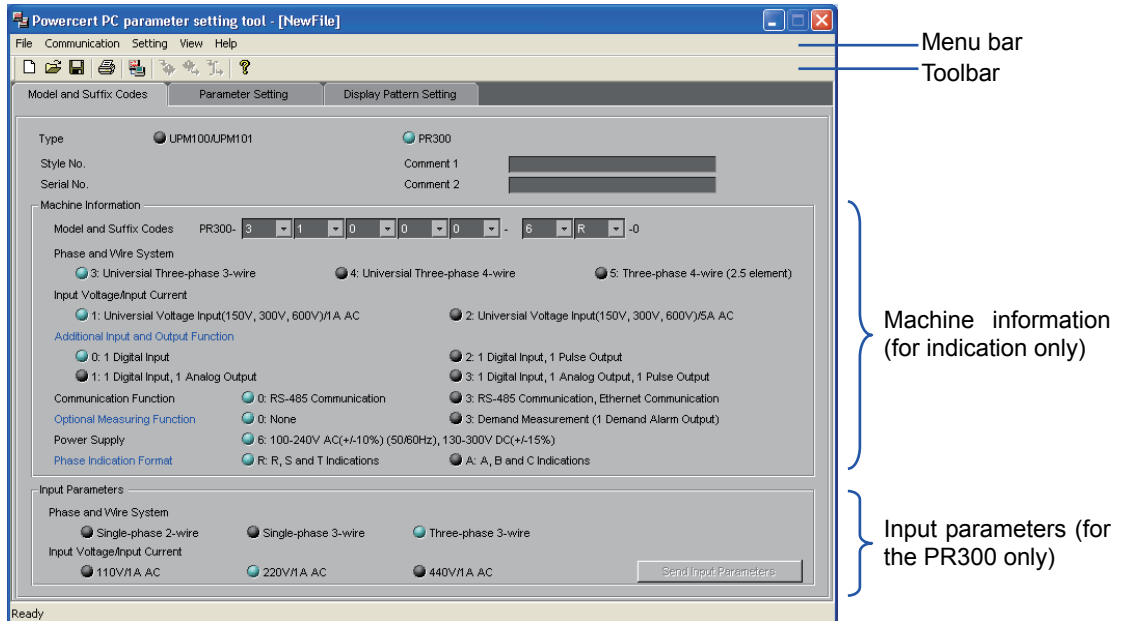 Powercert PC parameter setting tool - [NewFile]
File Communication Setting View Help
Menu bar
Toolbar
Model and Suffix Codes Parameter Setting Display Pattern Setting
Type UPM100/UPM101 PR300
Style No. Comment 1
Serial No. Comment 2
Machine Information
Model and Suffix Codes PR300- 3 1 0 0 0 - 6 R -0
Phase and Wire System
3: Universial Three-phase 3-wire 4: Universial Three-phase 4-wire 5: Three-phase 4-wire (2.5 element)
Input Voltage/Input Current
1: Universial Voltage Input(150V, 300V, 600V)/1A AC 2: Universial Voltage Input(150V, 300V, 600V)/5A AC
Additional Input and Output Function
0: 1 Digital Input 2: 1 Digital Input, 1 Pulse Output
1: 1 Digital Input, 1 Analog Output 3: 1 Digital Input, 1 Analog Output, 1 Pulse Output
Communication Function 0: RS-485 Communication 3: RS-485 Communication, Ethernet Communication
Optional Measuring Function 0: None 3: Demand Measurement (1 Demand Alarm Output)
Power Supply 6: 100-240V AC(+/-10%) (50/60Hz), 130-300V DC(+/-15%)
Phase Indication Format R: R, S and T Indications A: A, B and C Indications
Machine information
(for indication only)
Input Parameters
Phase and Wire System
Single-phase 2-wire Single-phase 3-wire Three-phase 3-wire
Input Voltage/Input Current
110V/1A AC 220V/1A AC 440V/1A AC Send Input Parameters
Input parameters (for
the PR300 only)
Ready